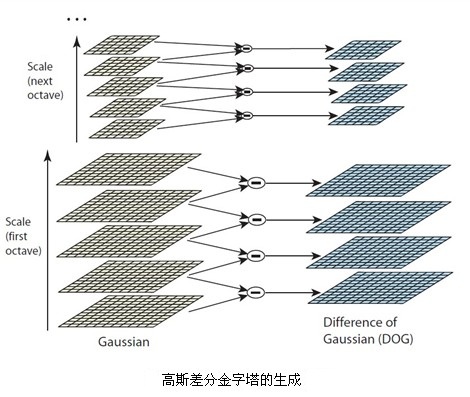 ...
Scale
(next
octave)
Scale
(first
octave)
Gaussian
Difference of
Gaussian (DOG)
高斯差分金字塔的生成